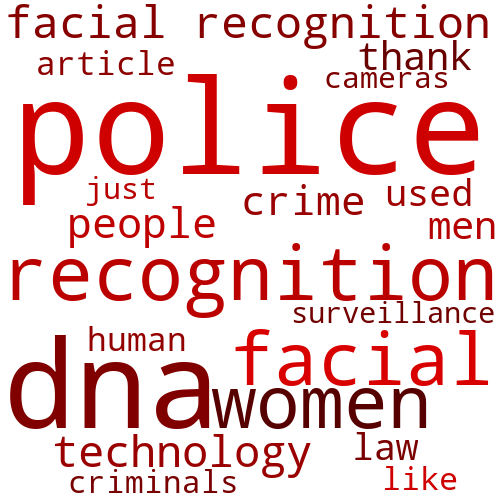 facial recognition
article thank
cameras
police
just
people crime used
men
recognition
surveillance
human
facial
dna
women
technology law
criminals like